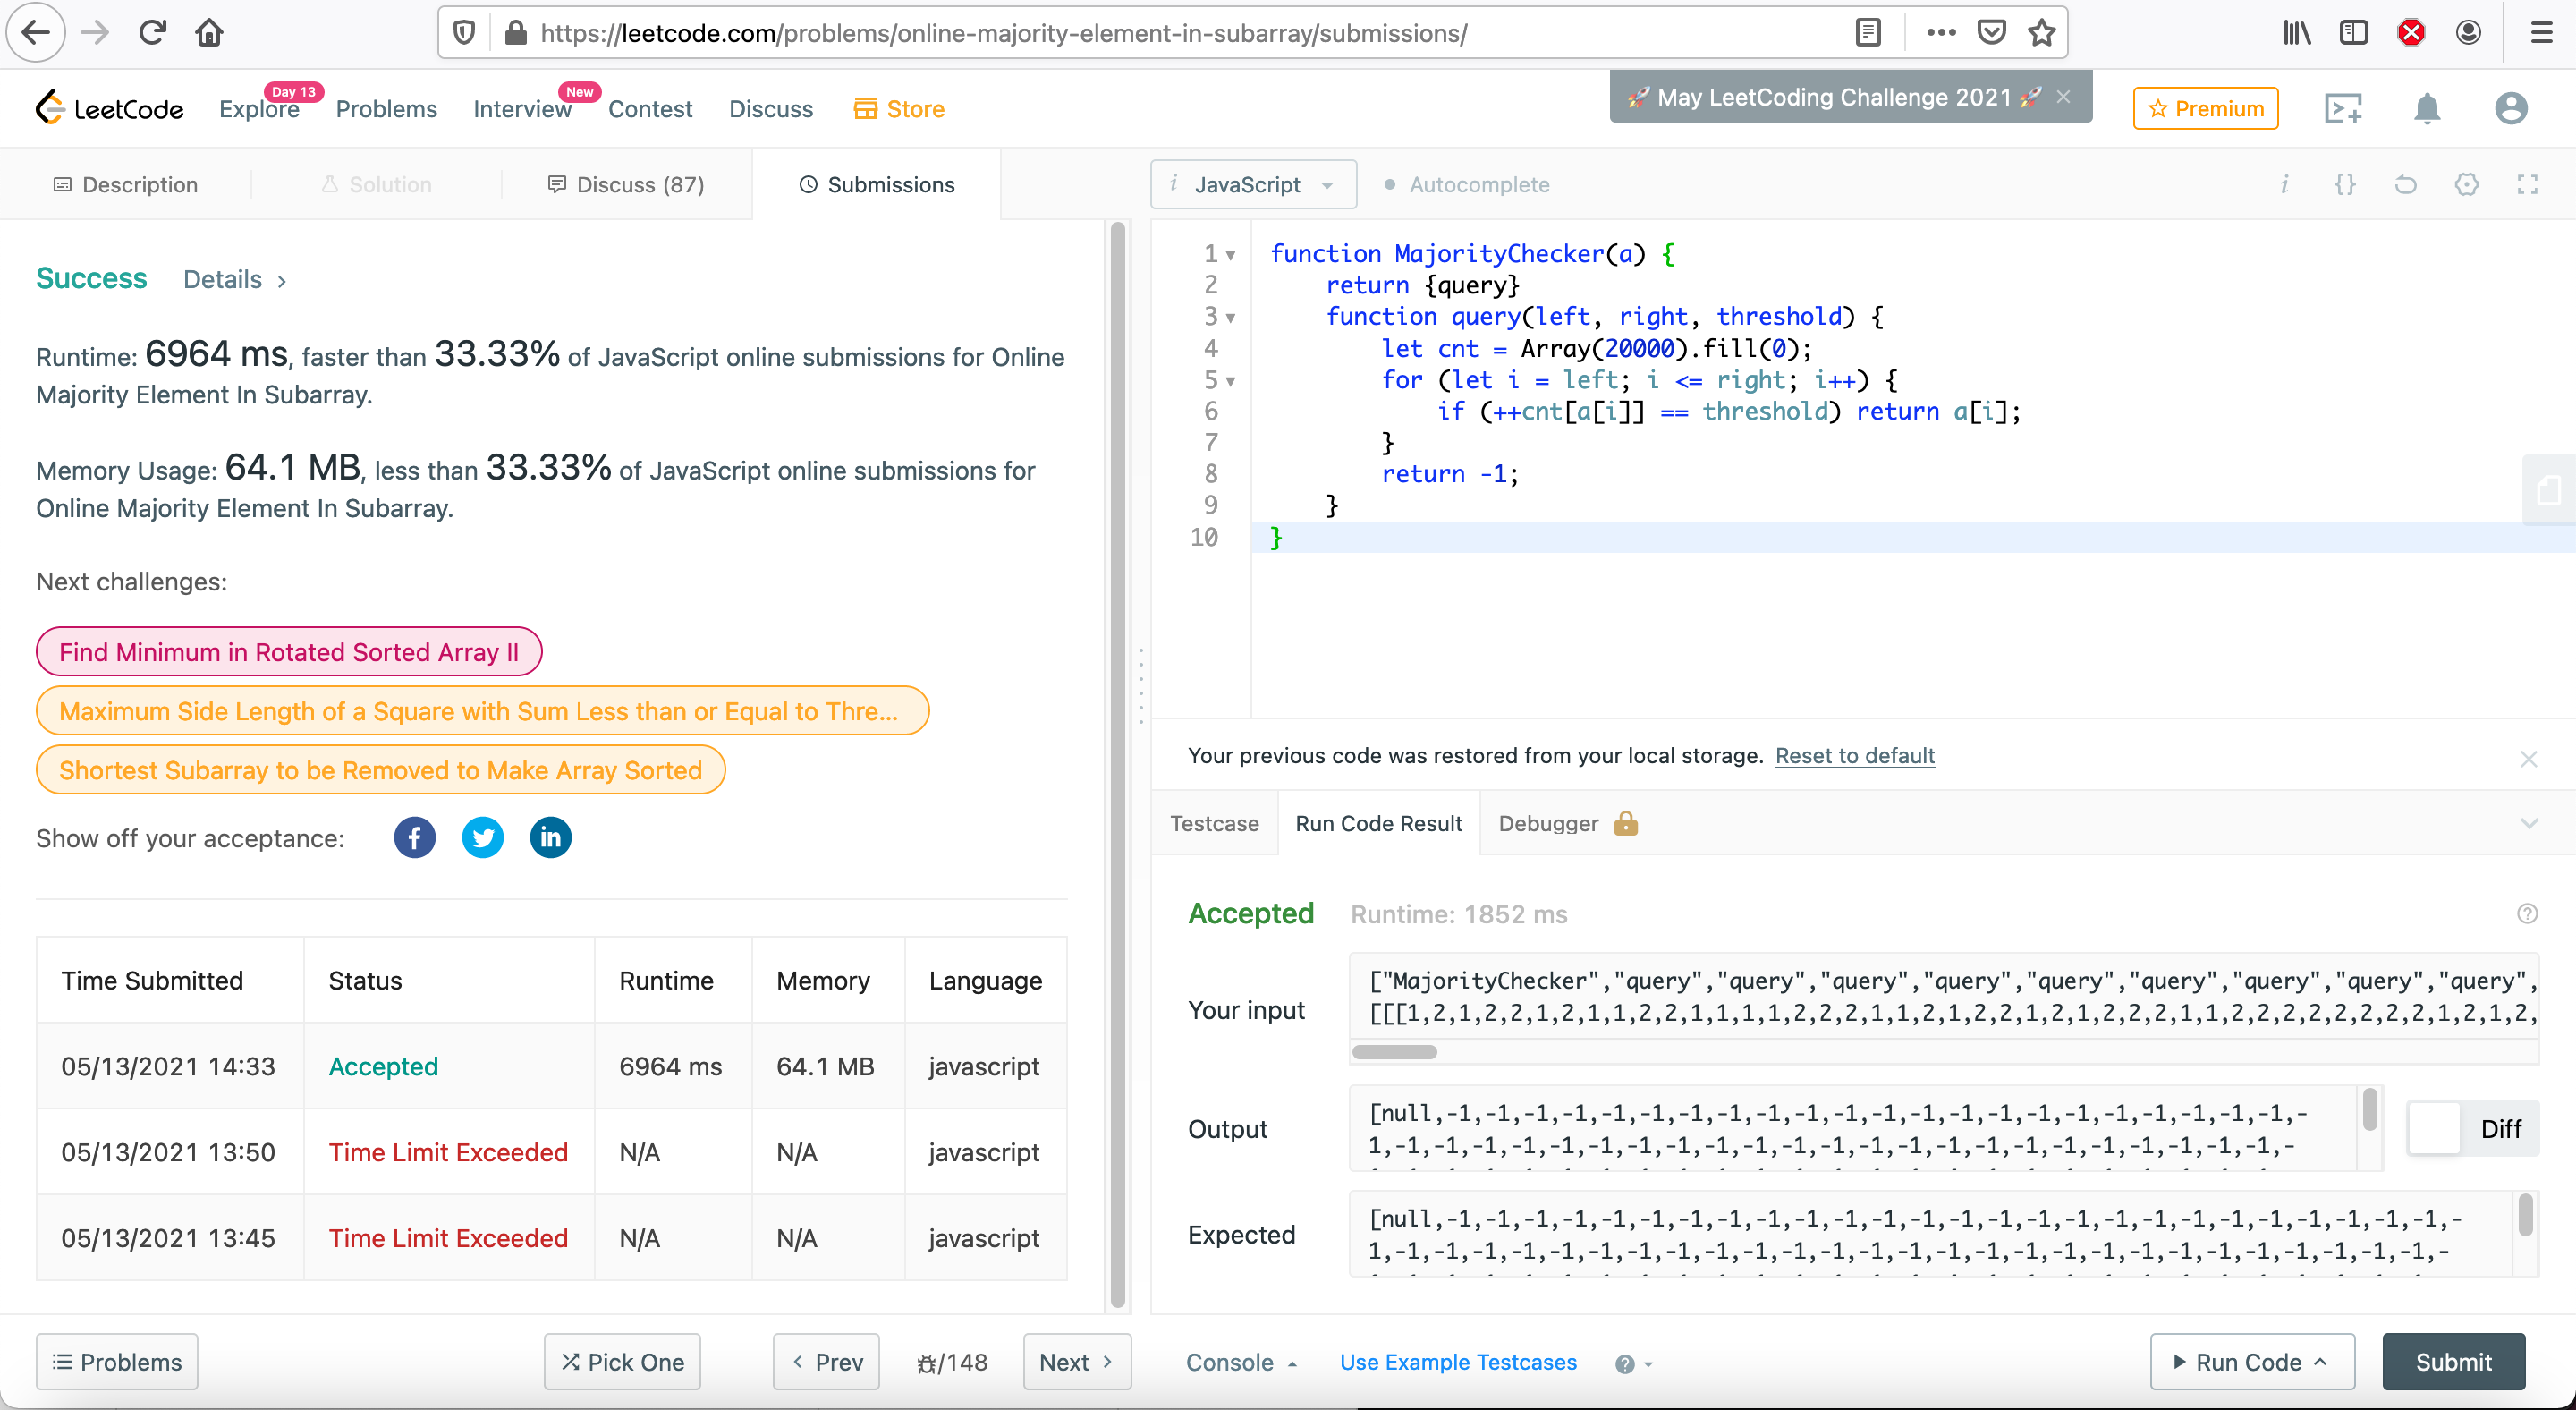 https://leetcode.com/problems/online-majority-element-in-subarray/submissions/
LeetCode
Explore
Day 13
Problems
Interview
New
Contest
Discuss
Store
🚀 May LeetCoding Challenge 2021 🚀 ×
Premium
Description
Solution
Discuss (87)
Submissions
i JavaScript
Autocomplete
i {}
Success Details >
Runtime: 6964 ms, faster than 33.33% of JavaScript online submissions for Online
Majority Element In Subarray.
Memory Usage: 64.1 MB, less than 33.33% of JavaScript online submissions for
Online Majority Element In Subarray.
Next challenges:
Find Minimum in Rotated Sorted Array II
Maximum Side Length of a Square with Sum Less than or Equal to Thre...
Shortest Subarray to be Removed to Make Array Sorted
Show off your acceptance:
Time Submitted Status Runtime Memory Language
05/13/2021 14:33 Accepted 6964 ms 64.1 MB javascript
05/13/2021 13:50 Time Limit Exceeded N/A N/A javascript
05/13/2021 13:45 Time Limit Exceeded N/A N/A javascript
Problems
Pick One
< Prev
/148
Next >
1 function MajorityChecker(a) {
2     return {query}
3     function query(left, right, threshold) {
4         let cnt = Array(20000).fill(0);
5         for (let i = left; i <= right; i++) {
6             if (++cnt[a[i]] == threshold) return a[i];
7         }
8         return -1;
9     }
10 }
Your previous code was restored from your local storage. Reset to default
Testcase
Run Code Result
Debugger
Accepted Runtime: 1852 ms
Your input
["MajorityChecker","query","query","query","query","query","query","query","query","query",
[[[1,2,1,2,2,1,2,1,1,2,2,1,1,1,1,2,2,2,1,1,2,1,2,2,1,2,1,2,2,2,1,1,2,2,2,2,2,2,2,2,1,2,1,2,
Output
[null,-1,-1,-1,-1,-1,-1,-1,-1,-1,-1,-1,-1,-1,-1,-1,-1,-1,-1,-1,-1,-1,-1,-
1,-1,-1,-1,-1,-1,-1,-1,-1,-1,-1,-1,-1,-1,-1,-1,-1,-1,-1,-1,-1,-1,-1,-1,-
Diff
Expected
[null,-1,-1,-1,-1,-1,-1,-1,-1,-1,-1,-1,-1,-1,-1,-1,-1,-1,-1,-1,-1,-1,-1,-1,-1,-1,-1,-
1,-1,-1,-1,-1,-1,-1,-1,-1,-1,-1,-1,-1,-1,-1,-1,-1,-1,-1,-1,-1,-1,-1,-1,-1,-1,-1,-1,-
Console
Use Example Testcases
Run Code
Submit